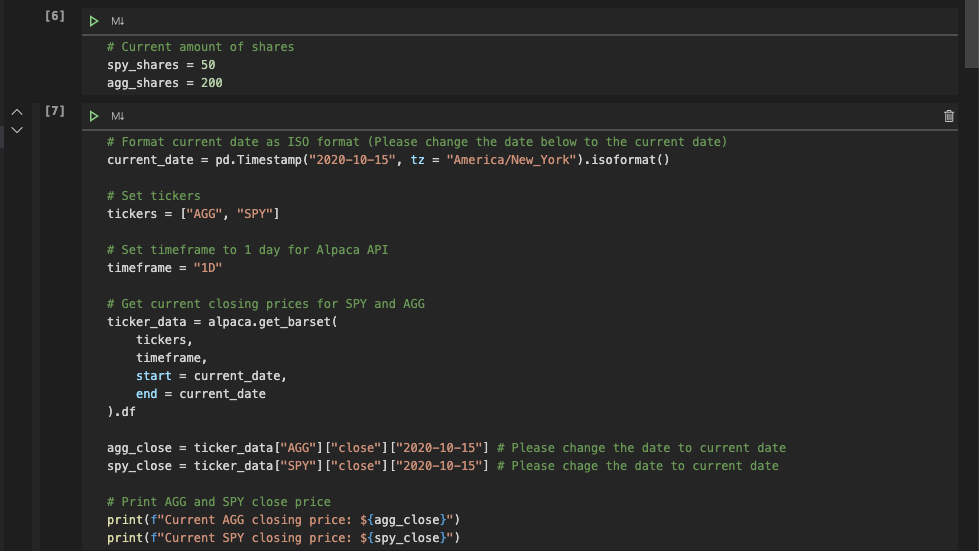 [6]
M↓
# Current amount of shares
spy_shares = 50
agg_shares = 200
[7]
M↓
# Format current date as ISO format (Please change the date below to the current date)
current_date = pd.Timestamp("2020-10-15", tz = "America/New_York").isoformat()
# Set tickers
tickers = ["AGG", "SPY"]
# Set timeframe to 1 day for Alpaca API
timeframe = "1D"
# Get current closing prices for SPY and AGG
ticker_data = alpaca.get_barset(
    tickers,
    timeframe,
    start = current_date,
    end = current_date
).df
agg_close = ticker_data["AGG"]["close"]["2020-10-15"] # Please change the date to current date
spy_close = ticker_data["SPY"]["close"]["2020-10-15"] # Please chage the date to current date
# Print AGG and SPY close price
print(f"Current AGG closing price: ${agg_close}")
print(f"Current SPY closing price: ${spy_close}")